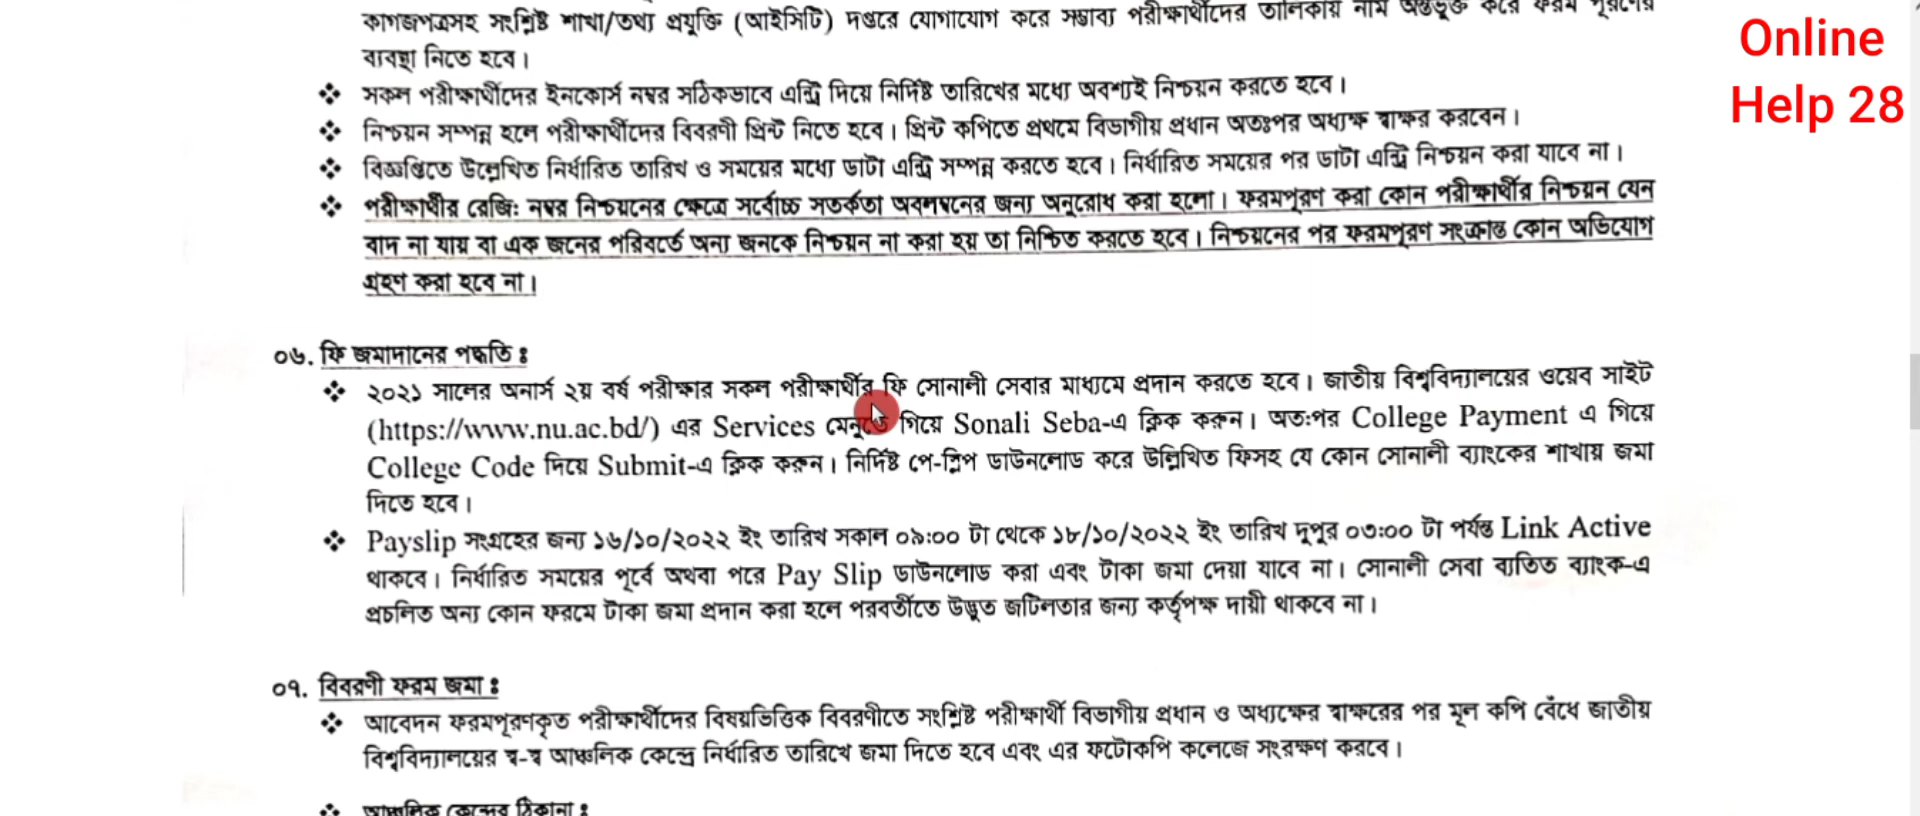 কাগজপত্রসহ সংশ্লিষ্ট শাখা/তথ্য প্রযুক্তি (আইসিটি) দপ্তরে যোগাযোগ করে সম্ভাব্য পরীক্ষার্থীদের তালিকায় নাম অন্তর্ভুক্ত করে ফরম পূরণের
ব্যবস্থা নিতে হবে।
❖ সকল পরীক্ষার্থীদের ইনকোর্স নম্বর সঠিকভাবে এন্ট্রি দিয়ে নির্দিষ্ট তারিখের মধ্যে অবশ্যই নিশ্চয়ন করতে হবে।
❖ নিশ্চয়ন সম্পন্ন হলে পরীক্ষার্থীদের বিবরণী প্রিন্ট নিতে হবে। প্রিন্ট কপিতে প্রথমে বিভাগীয় প্রধান অতঃপর অধ্যক্ষ স্বাক্ষর করবেন।
❖ বিজ্ঞপ্তিতে উল্লেখিত নির্ধারিত তারিখ ও সময়ের মধ্যে ডাটা এন্ট্রি সম্পন্ন করতে হবে। নির্ধারিত সময়ের পর ডাটা এন্ট্রি নিশ্চয়ন করা যাবে না।
❖ পরীক্ষার্থীর রেজি: নম্বর নিশ্চয়নের ক্ষেত্রে সর্বোচ্চ সতর্কতা অবলম্বনের জন্য অনুরোধ করা হলো। ফরমপূরণ করা কোন পরীক্ষার্থীর নিশ্চয়ন যেন
বাদ না যায় বা এক জনের পরিবর্তে অন্য জনকে নিশ্চয়ন না করা হয় তা নিশ্চিত করতে হবে। নিশ্চয়নের পর ফরমপূরণ সংক্রান্ত কোন অভিযোগ
গ্রহণ করা হবে না।
০৬. ফি জমাদানের পদ্ধতি ঃ
❖ ২০২১ সালের অনার্স ২য় বর্ষ পরীক্ষার সকল পরীক্ষার্থীর ফি সোনালী সেবার মাধ্যমে প্রদান করতে হবে। জাতীয় বিশ্ববিদ্যালয়ের ওয়েব সাইট
(https://www.nu.ac.bd/) এর Services মেনুতে গিয়ে Sonali Seba-এ ক্লিক করুন। অতঃপর College Payment এ গিয়ে
College Code দিয়ে Submit-এ ক্লিক করুন। নির্দিষ্ট পে-স্লিপ ডাউনলোড করে উল্লিখিত ফিসহ যে কোন সোনালী ব্যাংকের শাখায় জমা
দিতে হবে।
❖ Payslip সংগ্রহের জন্য ১৬/১০/২০২২ ইং তারিখ সকাল ০৯:০০ টা থেকে ১৮/১০/২০২২ ইং তারিখ দুপুর ০৩:০০ টা পর্যন্ত Link Active
থাকবে। নির্ধারিত সময়ের পূর্বে অথবা পরে Pay Slip ডাউনলোড করা এবং টাকা জমা দেয়া যাবে না। সোনালী সেবা ব্যতিত ব্যাংক-এ
প্রচলিত অন্য কোন ফরমে টাকা জমা প্রদান করা হলে পরবর্তীতে উদ্ভূত জটিলতার জন্য কর্তৃপক্ষ দায়ী থাকবে না।
০৭. বিবরণী ফরম জমা ঃ
❖ আবেদন ফরমপূরণকৃত পরীক্ষার্থীদের বিষয়ভিত্তিক বিবরণীতে সংশ্লিষ্ট পরীক্ষার্থী বিভাগীয় প্রধান ও অধ্যক্ষের স্বাক্ষরের পর মূল কপি বেঁধে জাতীয়
বিশ্ববিদ্যালয়ের স্ব-স্ব আঞ্চলিক কেন্দ্রে নির্ধারিত তারিখে জমা দিতে হবে এবং এর ফটোকপি কলেজে সংরক্ষণ করবে।
❖ আঞ্চলিক কেন্দ্রের ঠিকানা ঃ
Online
Help 28